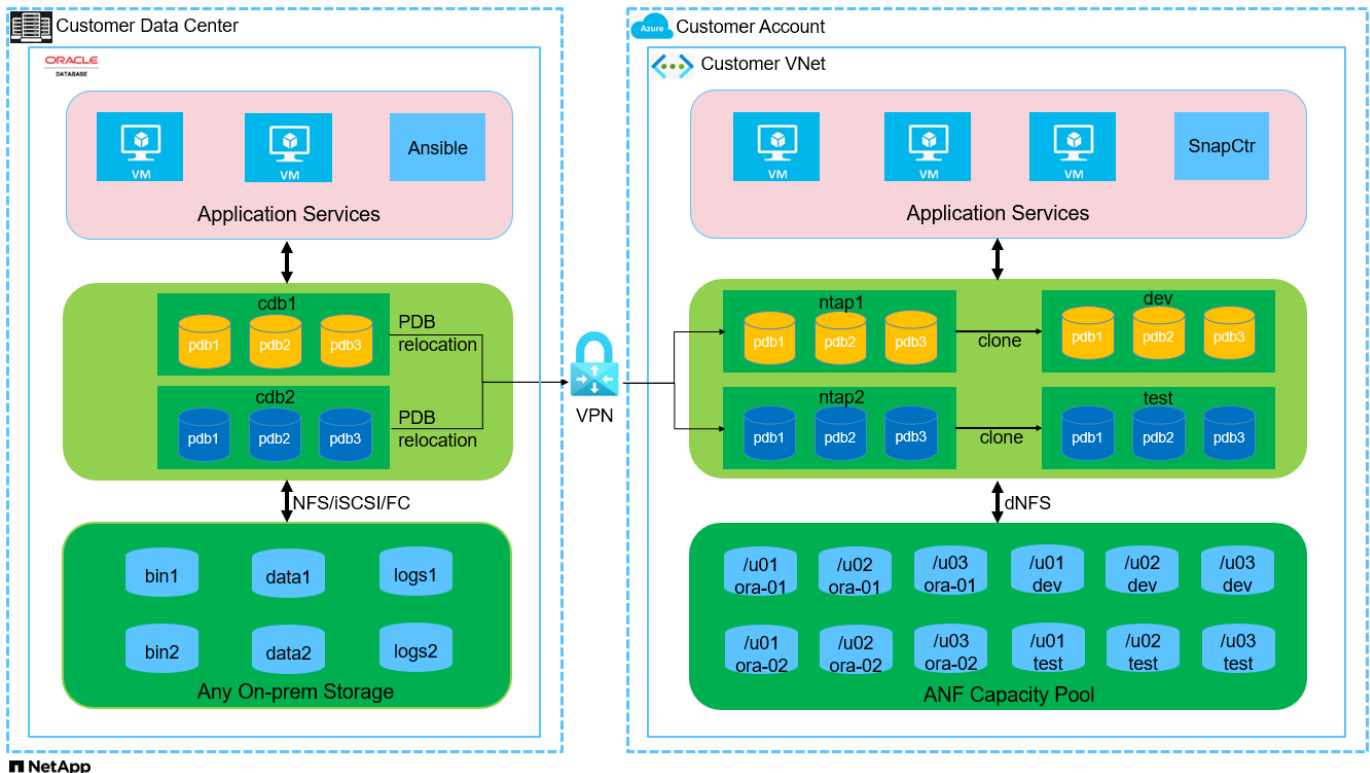 Customer Data Center
ORACLE
DATABASE
VM
VM
Ansible
Application Services
cdb1
pdb1
pdb2
pdb3
PDB
relocation
cdb2
pdb1
pdb2
pdb3
PDB
relocation
NFS/iSCSI/FC
bin1
data1
logs1
bin2
data2
logs2
Any On-prem Storage
VPN
Azure
Customer Account
Customer VNet
VM
VM
VM
SnapCtr
Application Services
ntap1
pdb1
pdb2
pdb3
clone
dev
pdb1
pdb2
pdb3
ntap2
pdb1
pdb2
pdb3
clone
test
pdb1
pdb2
pdb3
dNFS
/u01
ora-01
/u02
ora-01
/u03
ora-01
/u01
dev
/u02
dev
/u03
dev
/u01
ora-02
/u02
ora-02
/u03
ora-02
/u01
test
/u02
test
/u03
test
ANF Capacity Pool
NetApp